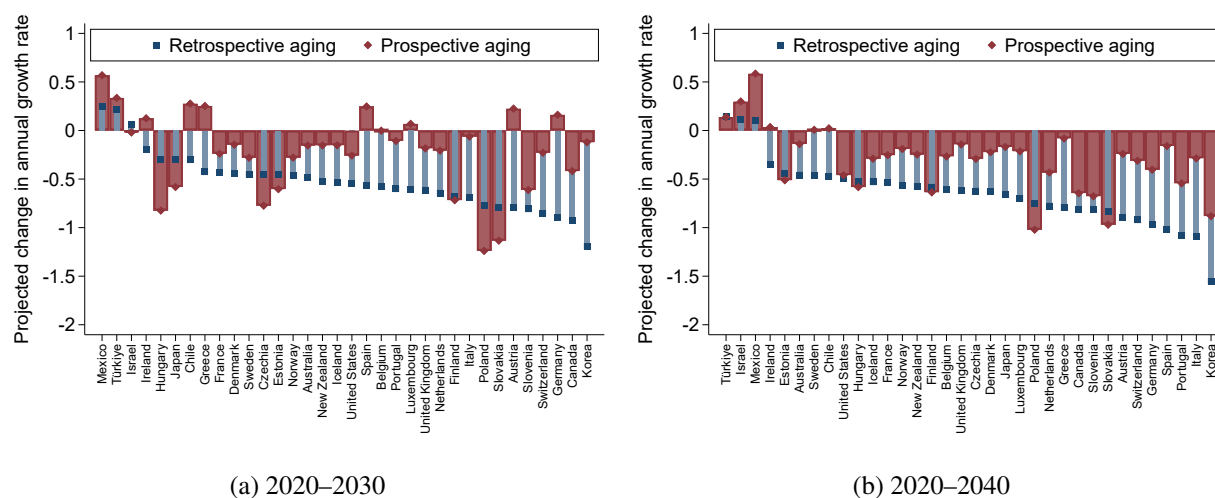 Projected change in annual growth rate
1
0.5
0
-0.5
-1
-1.5
-2
Retrospective aging
Prospective aging
Mexico
Türkiye
Israel
Ireland
Hungary
Japan
Chile
Greece
France
Denmark
Sweden
Czechia
Estonia
Norway
Australia
New Zealand
Iceland
United States
Spain
Belgium
Portugal
Luxembourg
United Kingdom
Netherlands
Finland
Italy
Poland
Slovakia
Austria
Slovenia
Switzerland
Germany
Canada
Korea
(a) 2020–2030
Projected change in annual growth rate
1
0.5
0
-0.5
-1
-1.5
-2
Retrospective aging
Prospective aging
Türkiye
Israel
Mexico
Ireland
Estonia
Australia
Sweden
Chile
United States
Hungary
Iceland
France
Norway
New Zealand
Finland
Belgium
United Kingdom
Czechia
Denmark
Japan
Luxembourg
Poland
Netherlands
Greece
Canada
Slovenia
Slovakia
Austria
Switzerland
Germany
Spain
Portugal
Italy
Korea
(b) 2020–2040